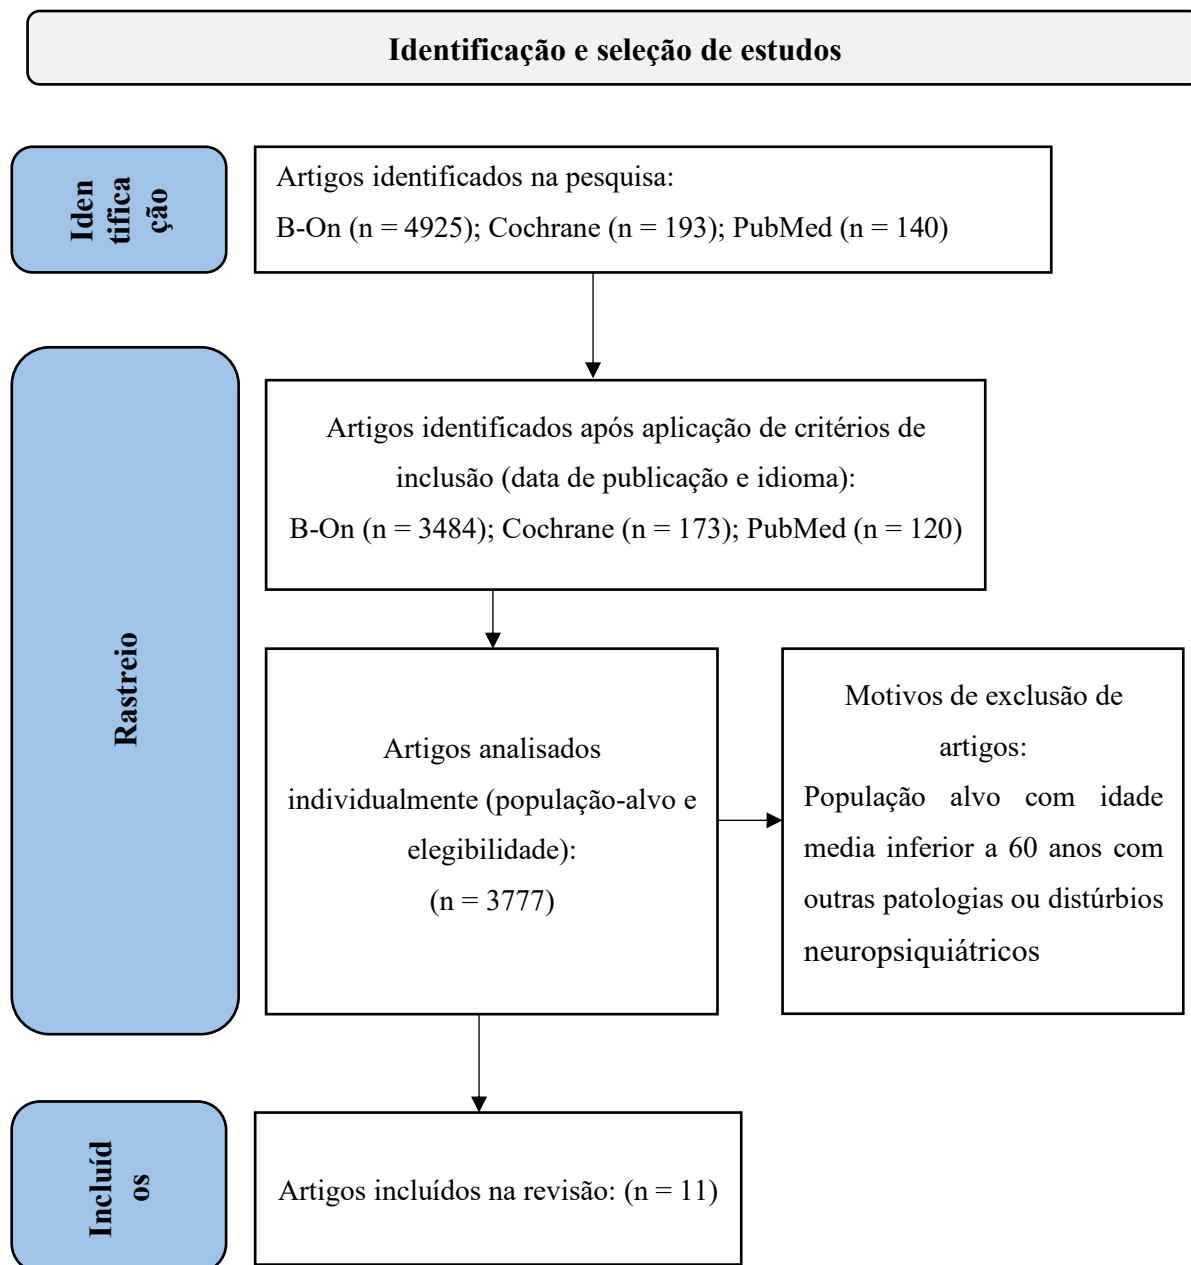 Identificação e seleção de estudos
Iden
tifica
ção
Artigos identificados na pesquisa:
B-On (n = 4925); Cochrane (n = 193); PubMed (n = 140)
Rastreio
Artigos identificados após aplicação de critérios de
inclusão (data de publicação e idioma):
B-On (n = 3484); Cochrane (n = 173); PubMed (n = 120)
Artigos analisados
individualmente (população-alvo e
elegibilidade):
(n = 3777)
Motivos de exclusão de
artigos:
População alvo com idade
media inferior a 60 anos com
outras patologias ou distúrbios
neuropsiquiátricos
Incluíd
os
Artigos incluídos na revisão: (n = 11)